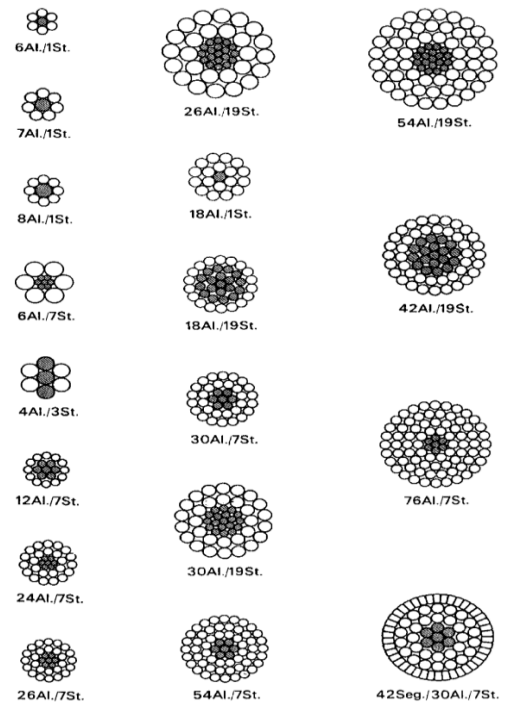 6Al./1St.
7Al./1St.
8Al./1St.
6Al./7St.
4Al./3St.
12Al./7St.
24Al./7St.
26Al./7St.
26Al./19St.
18Al./1St.
18Al./19St.
30Al./7St.
30Al./19St.
54Al./7St.
54Al./19St.
42Al./19St.
76Al./7St.
42Seg./30Al./7St.